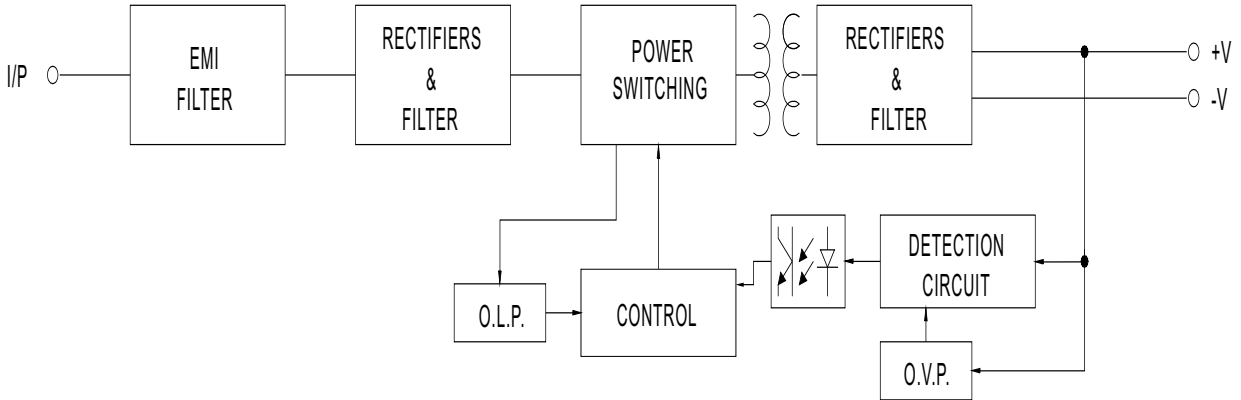 I/P
EMI
FILTER
RECTIFIERS
&
FILTER
POWER
SWITCHING
RECTIFIERS
&
FILTER
+V
-V
O.L.P.
CONTROL
DETECTION
CIRCUIT
O.V.P.